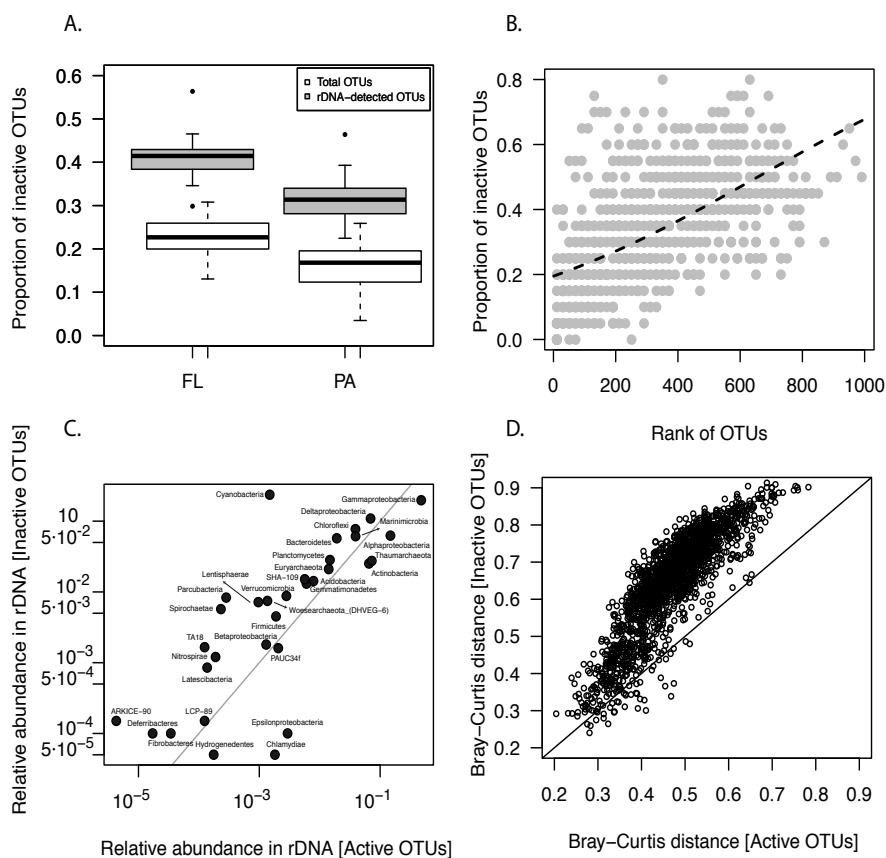 A.
Proportion of inactive OTUs
0.6
0.5
0.4
0.3
0.2
0.1
0.0
Total OTUs
rDNA-detected OTUs
FL
PA
B.
Proportion of inactive OTUs
0.8
0.6
0.4
0.2
0.0
0
200
400
600
800
1000
Rank of OTUs
C.
Relative abundance in rDNA [Inactive OTUs]
10
5·10⁻²
10⁻²
5·10⁻³
10⁻³
5·10⁻⁴
10⁻⁴
5·10⁻⁵
Cyanobacteria
Gammaproteobacteria
Deltaproteobacteria
Chloroflexi
Marinimicrobia
Bacteroidetes
Alphaproteobacteria
Planctomycetes
Thaumarchaeota
Euryarchaeota
Actinobacteria
SHA-109
Acidobacteria
Lentisphaerae
Gemmatimonadetes
Parcubacteria
Verrucomicrobia
Spirochaetae
Woesearchaeota_(DHVEG-6)
Firmicutes
TA18
Betaproteobacteria
Nitrospirae
PAUC34f
Latescibacteria
ARKICE-90
LCP-89
Deferribacteres
Epsilonproteobacteria
Fibrobacteres
Hydrogenedentes
Chlamydiae
10⁻⁵
10⁻³
10⁻¹
Relative abundance in rDNA [Active OTUs]
D.
Bray-Curtis distance [Inactive OTUs]
0.9
0.8
0.7
0.6
0.5
0.4
0.3
0.2
0.2
0.3
0.4
0.5
0.6
0.7
0.8
0.9
Bray-Curtis distance [Active OTUs]